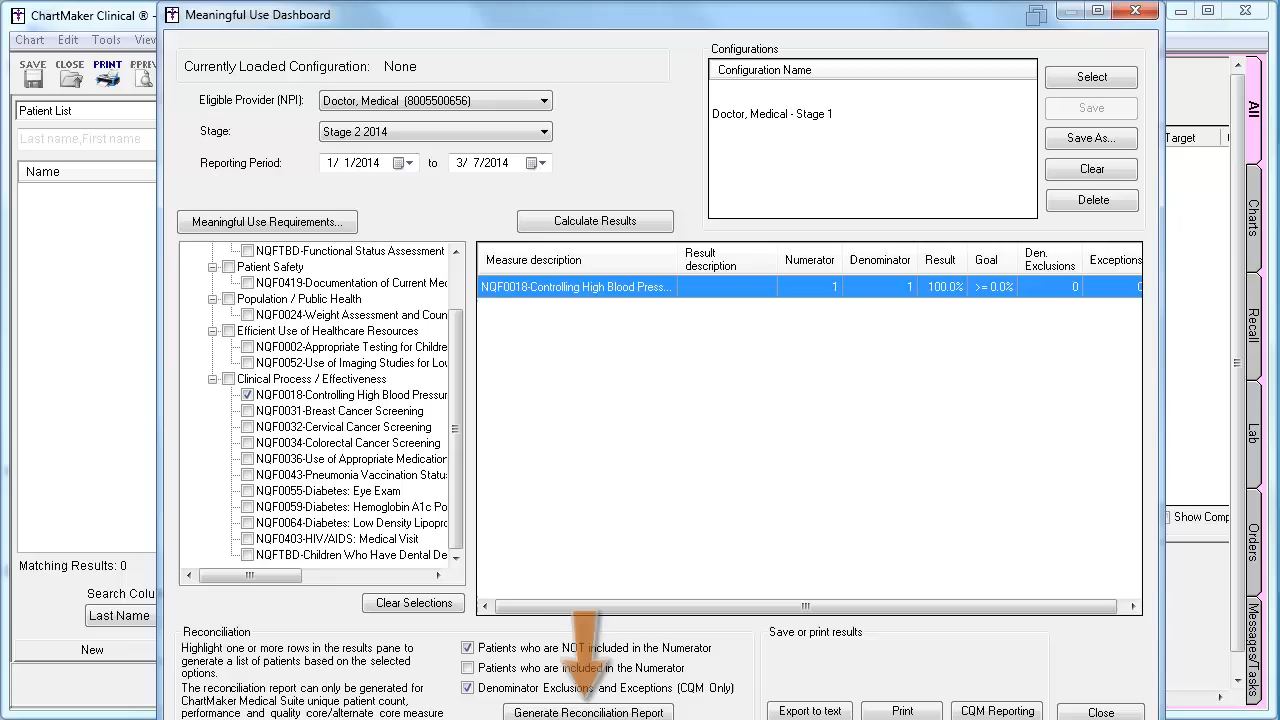 ChartMaker Clinical ® -
Meaningful Use Dashboard
Chart Edit Tools View
SAVE CLOSE PRINT PPREV
Patient List
Last name,First name
Name
Matching Results: 0
Search Colu
Last Name
New
Currently Loaded Configuration: None
Eligible Provider (NPI): Doctor, Medical (8005500656)
Stage: Stage 2 2014
Reporting Period: 1/ 1/2014 to 3/ 7/2014
Configurations
Configuration Name
Doctor, Medical - Stage 1
Select
Save
Save As...
Clear
Delete
Meaningful Use Requirements...
Calculate Results
NQFTBD-Functional Status Assessment
Patient Safety
NQF0419-Documentation of Current Mec
Population / Public Health
NQF0024-Weight Assessment and Coun
Efficient Use of Healthcare Resources
NQF0002-Appropriate Testing for Childre
NQF0052-Use of Imaging Studies for Lov
Clinical Process / Effectiveness
NQF0018-Controlling High Blood Pressur
NQF0031-Breast Cancer Screening
NQF0032-Cervical Cancer Screening
NQF0034-Colorectal Cancer Screening
NQF0036-Use of Appropriate Medication
NQF0043-Pneumonia Vaccination Statu
NQF0055-Diabetes: Eye Exam
NQF0059-Diabetes: Hemoglobin A1c Po
NQF0064-Diabetes: Low Density Lipopro
NQF0403-HIV/AIDS: Medical Visit
NQFTBD-Children Who Have Dental De
Clear Selections
Measure description Result description Numerator Denominator Result Goal Den. Exclusions Exceptions
NQF0018-Controlling High Blood Press... 1 1 100.0% >= 0.0% 0 0
Reconciliation
Highlight one or more rows in the results pane to
generate a list of patients based on the selected
options.
The reconciliation report can only be generated for
ChartMaker Medical Suite unique patient count,
performance and quality core/alternate core measure
Patients who are NOT included in the Numerator
Patients who are included in the Numerator
Denominator Exclusions and Exceptions (CQM Only)
Generate Reconciliation Report
Save or print results
Export to text
Print
CQM Reporting
Close
Target
Show Comp
All
Charts
Recall
Lab
Orders
Messages/Tasks